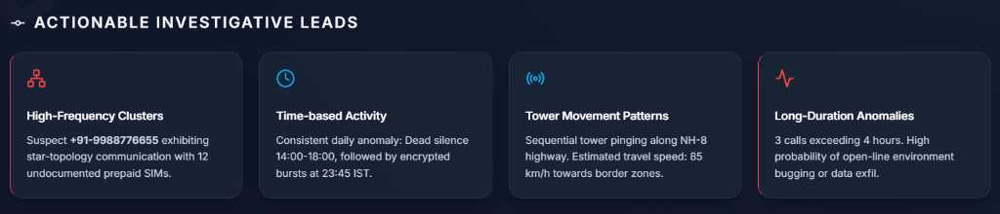 ACTIONABLE INVESTIGATIVE LEADS
High-Frequency Clusters
Suspect +91-9988776655 exhibiting
star-topology communication with 12
undocumented prepaid SIMs.
Time-based Activity
Consistent daily anomaly: Dead silence
14:00-18:00, followed by encrypted
bursts at 23:45 IST.
Tower Movement Patterns
Sequential tower pinging along NH-8
highway. Estimated travel speed: 85
km/h towards border zones.
Long-Duration Anomalies
3 calls exceeding 4 hours. High
probability of open-line environment
bugging or data exfil.